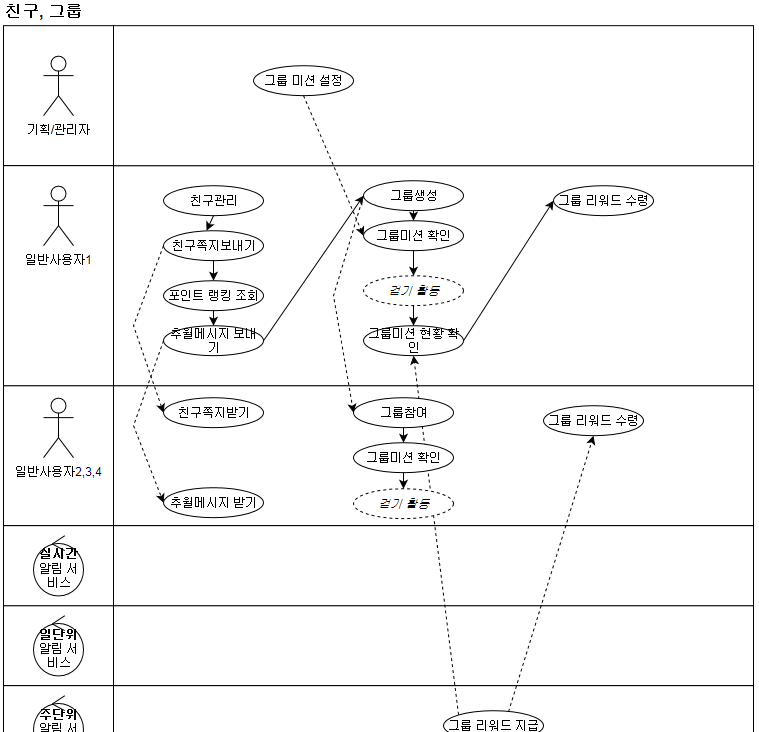 친구, 그룹
그룹 미션 설정
기획/관리자
친구관리
그룹생성
그룹 리워드 수령
친구쪽지보내기
그룹미션 확인
일반사용자1
포인트 랭킹 조회
걷기 활동
추월메시지 보내
기
그룹미션 현황 확
인
친구쪽지받기
그룹참여
그룹 리워드 수령
일반사용자2,3,4
그룹미션 확인
추월메시지 받기
걷기 활동
실시간
알림 서
비스
일단위
알림 서
비스
주단위
알림 서
그룹 리워드 지급